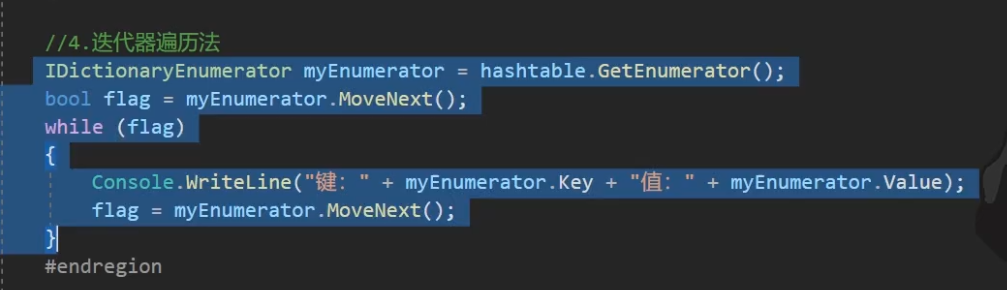 //4.迭代器遍历法
IDictionaryEnumerator myEnumerator = hashtable.GetEnumerator();
bool flag = myEnumerator.MoveNext();
while (flag)
{
Console.WriteLine("键：" + myEnumerator.Key + "值：" + myEnumerator.Value);
flag = myEnumerator.MoveNext();
}
#endregion